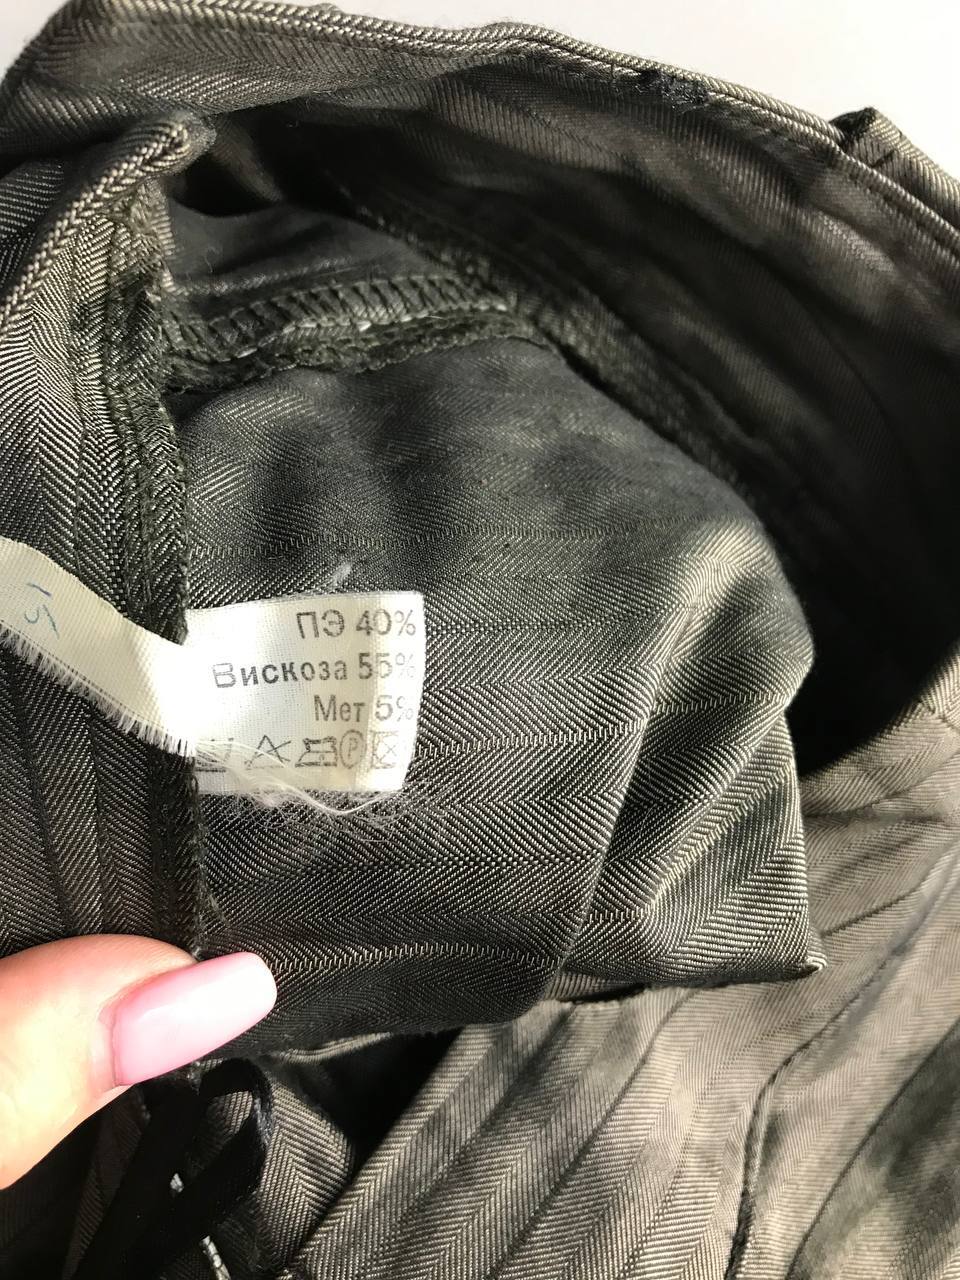 ПЭ 40%
Вискоза 55%
Мет 5%
P